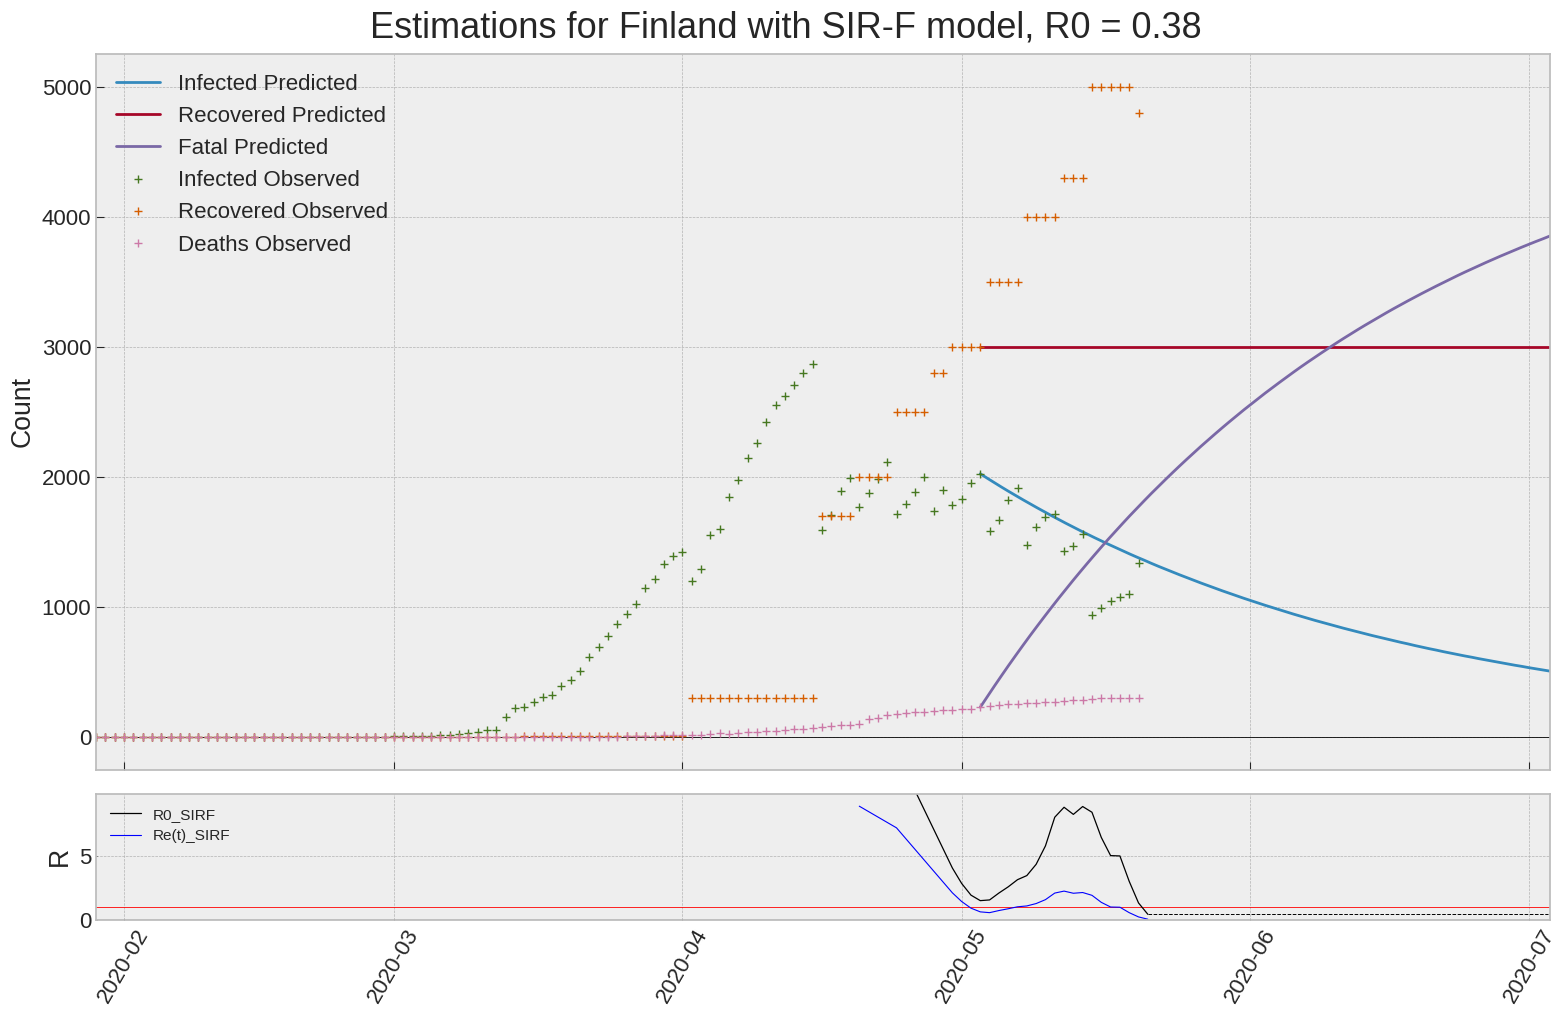 Estimations for Finland with SIR-F model, R0 = 0.38
Count
5000
4000
3000
2000
1000
0
Infected Predicted
Recovered Predicted
Fatal Predicted
Infected Observed
Recovered Observed
Deaths Observed
R
5
0
R0_SIRF
Re(t)_SIRF
2020-02
2020-03
2020-04
2020-05
2020-06
2020-07